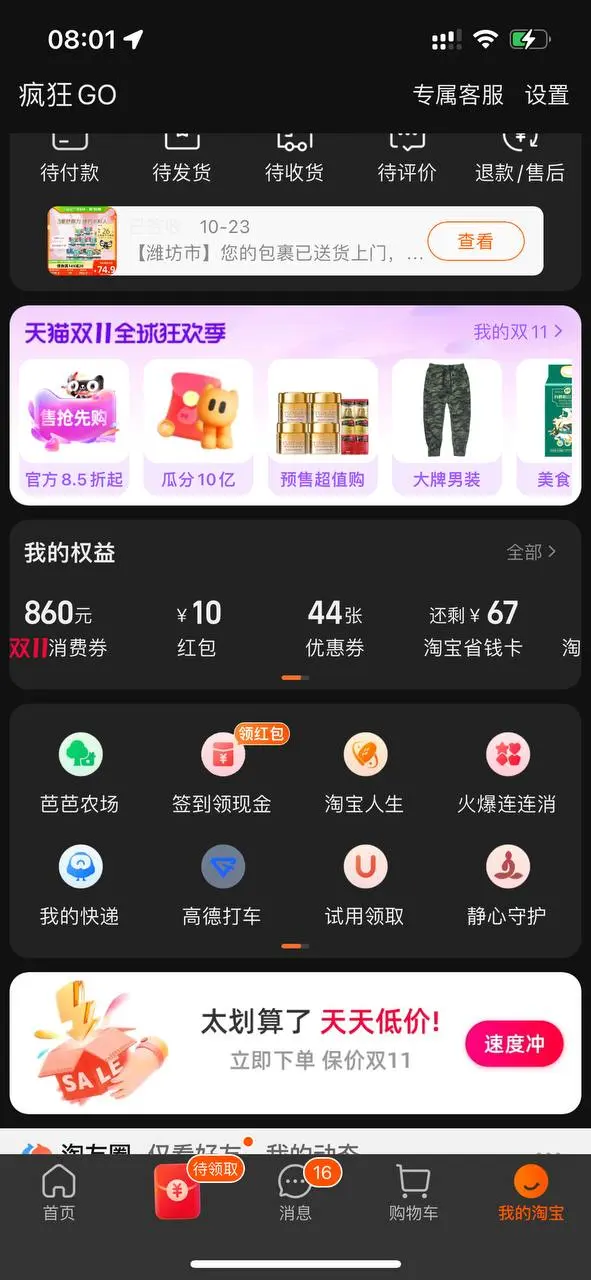 08:01
疯狂 GO
专属客服 设置
待付款 待发货 待收货 待评价 退款/售后
已签收 10-23
【潍坊市】您的包裹已送货上门，...
查看
74.9
天猫双11全球狂欢季
我的双11 >
售抢先购
官方8.5折起 瓜分10亿 预售超值购 大牌男装 美食
我的权益
全部 >
860元 ¥10 44张 还剩¥67
双11消费券 红包 优惠券 淘宝省钱卡 淘
领红包
芭芭农场 签到领现金 淘宝人生 火爆连连消
我的快递 高德打车 试用领取 静心守护
SALE
太划算了 天天低价!
立即下单 保价双11
速度冲
淘友圈 仅看好友 我的动态
待领取
16
首页 消息 购物车 我的淘宝